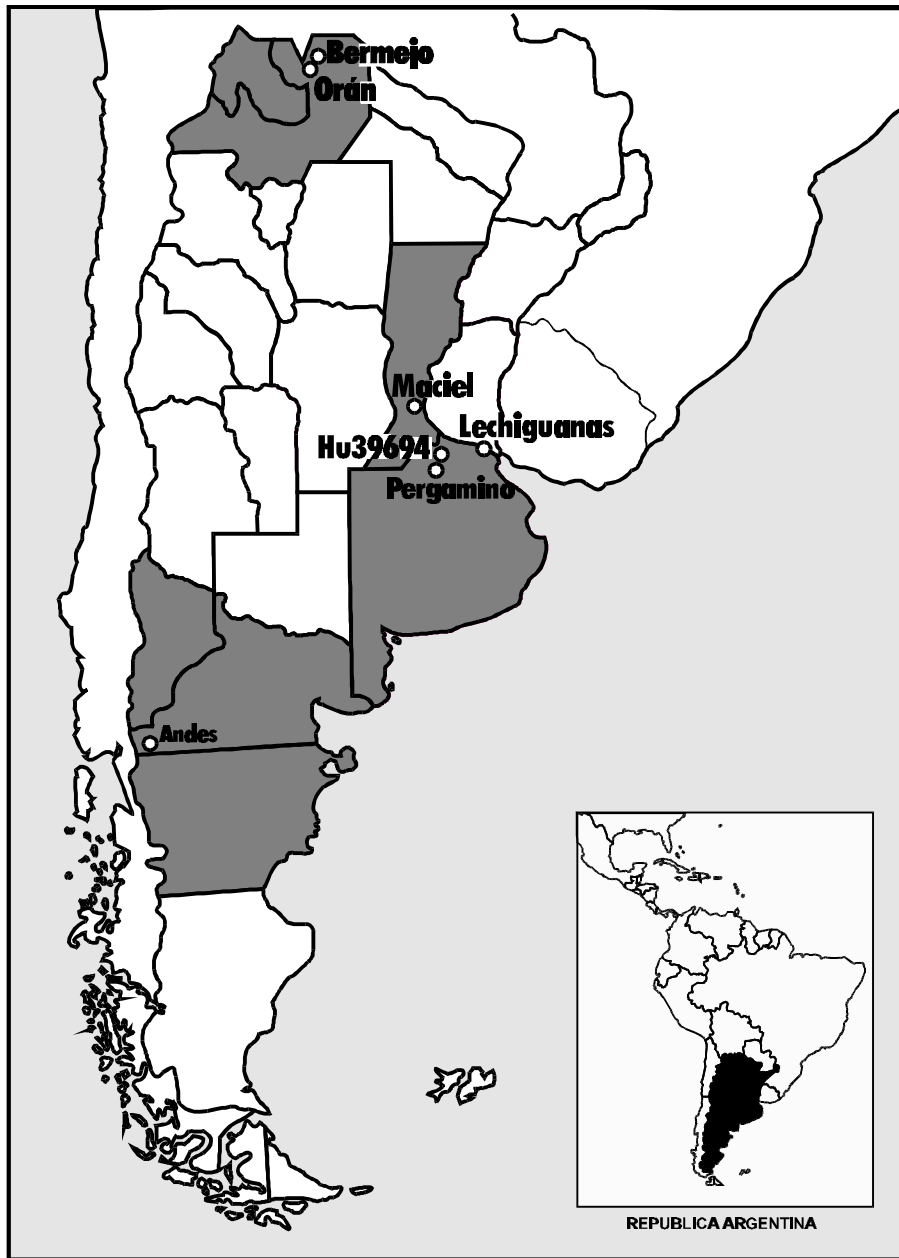 Bermejo
Orán
Maciel
Lechiguanas
Hu39694
Pergamino
Andes
REPUBLICA ARGENTINA